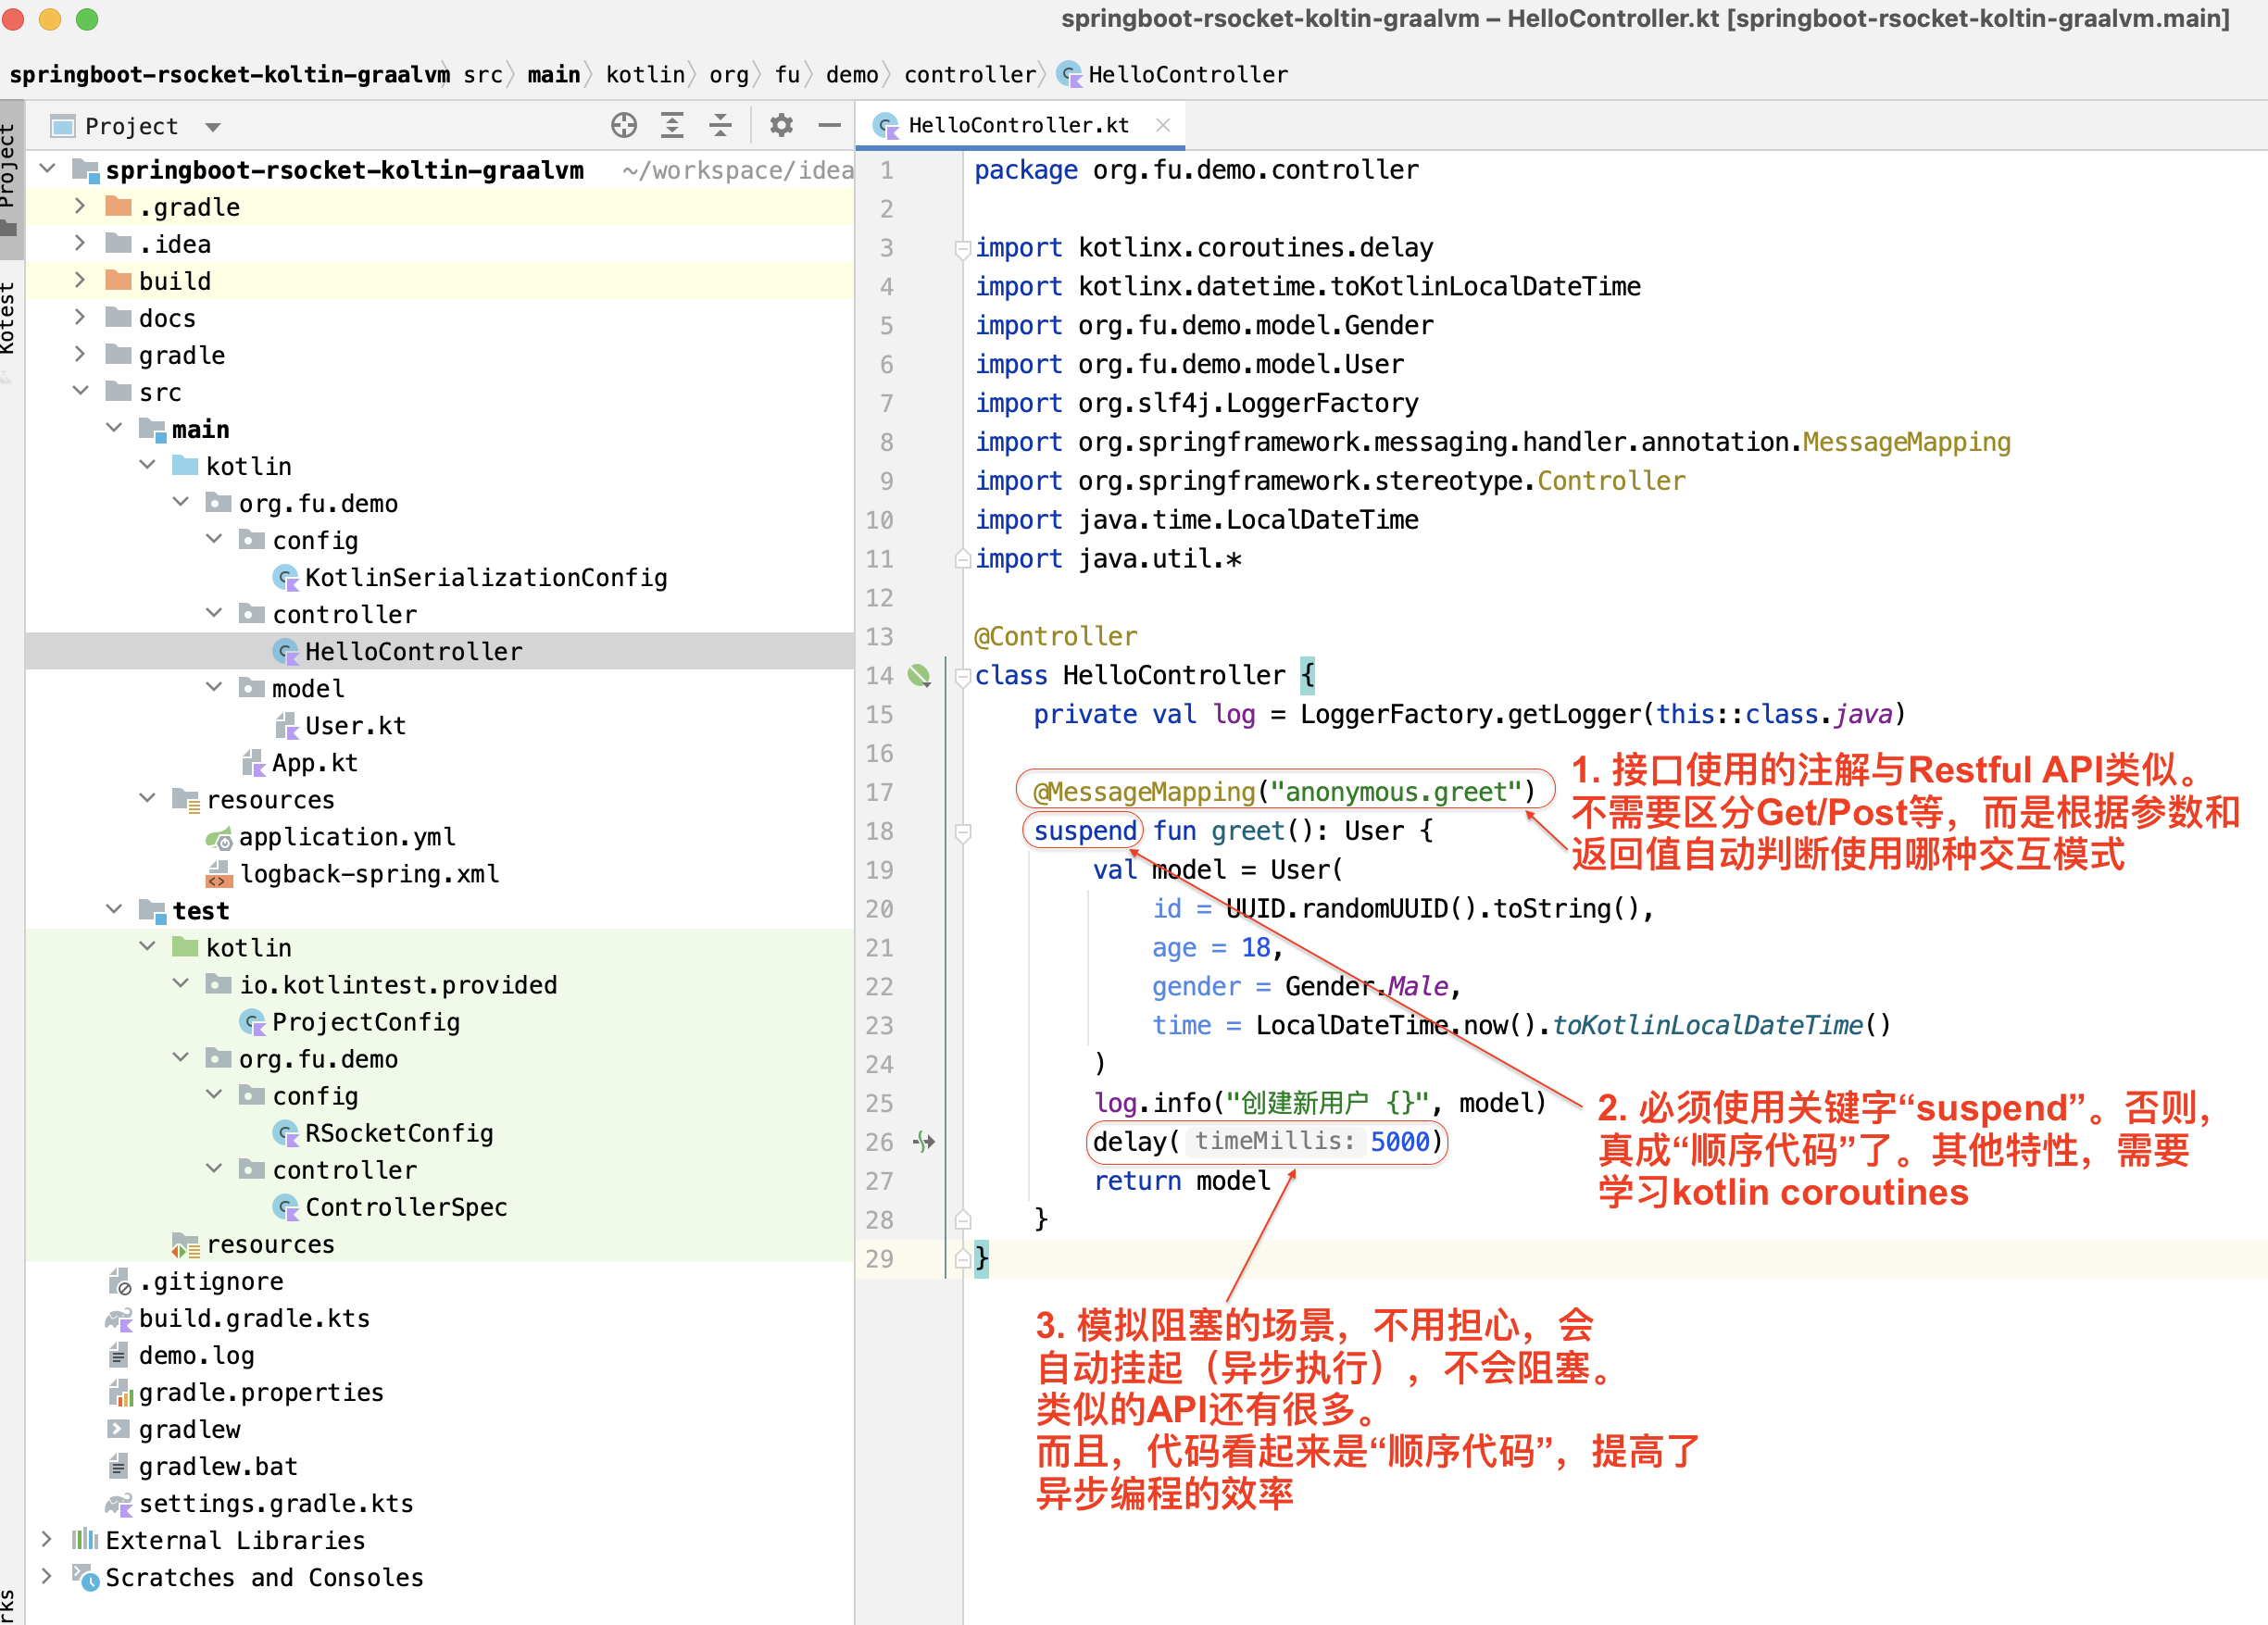 springboot-rsocket-koltin-graalvm – HelloController.kt [springboot-rsocket-koltin-graalvm.main]
springboot-rsocket-koltin-graalvm src main kotlin org fu demo controller HelloController
Project
Kotest
Project
springboot-rsocket-koltin-graalvm ~/workspace/idea
.gradle
.idea
build
docs
gradle
src
main
kotlin
org.fu.demo
config
KotlinSerializationConfig
controller
HelloController
model
User.kt
App.kt
resources
application.yml
logback-spring.xml
test
kotlin
io.kotlintest.provided
ProjectConfig
org.fu.demo
config
RSocketConfig
controller
ControllerSpec
resources
.gitignore
build.gradle.kts
demo.log
gradle.properties
gradlew
gradlew.bat
settings.gradle.kts
External Libraries
Scratches and Consoles
HelloController.kt
1 package org.fu.demo.controller
2
3 import kotlinx.coroutines.delay
4 import kotlinx.datetime.toKotlinLocalDateTime
5 import org.fu.demo.model.Gender
6 import org.fu.demo.model.User
7 import org.slf4j.LoggerFactory
8 import org.springframework.messaging.handler.annotation.MessageMapping
9 import org.springframework.stereotype.Controller
10 import java.time.LocalDateTime
11 import java.util.*
12
13 @Controller
14 class HelloController {
15 private val log = LoggerFactory.getLogger(this::class.java)
16
17 @MessageMapping("anonymous.greet")
18 suspend fun greet(): User {
19 val model = User(
20 id = UUID.randomUUID().toString(),
21 age = 18,
22 gender = Gender.Male,
23 time = LocalDateTime.now().toKotlinLocalDateTime()
24 )
25 log.info("创建新用户 {}", model)
26 delay( timeMillis: 5000)
27 return model
28 }
29 }
1. 接口使用的注解与Restful API类似。
不需要区分Get/Post等，而是根据参数和
返回值自动判断使用哪种交互模式
2. 必须使用关键字“suspend”。否则，
真成“顺序代码”了。其他特性，需要
学习kotlin coroutines
3. 模拟阻塞的场景，不用担心，会
自动挂起（异步执行），不会阻塞。
类似的API还有很多。
而且，代码看起来是“顺序代码”，提高了
异步编程的效率